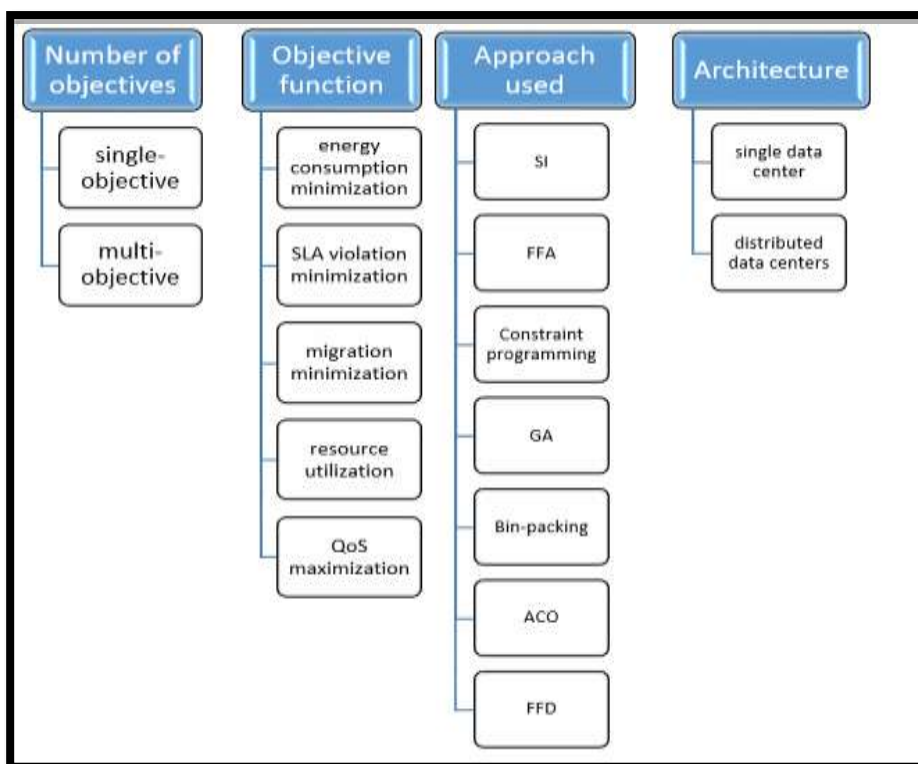 Number of
objectives
single-
objective
multi-
objective
Objective
function
energy
consumption
minimization
SLA violation
minimization
migration
minimization
resource
utilization
QoS
maximization
Approach
used
SI
FFA
Constraint
programming
GA
Bin-packing
ACO
FFD
Architecture
single data
center
distributed
data centers